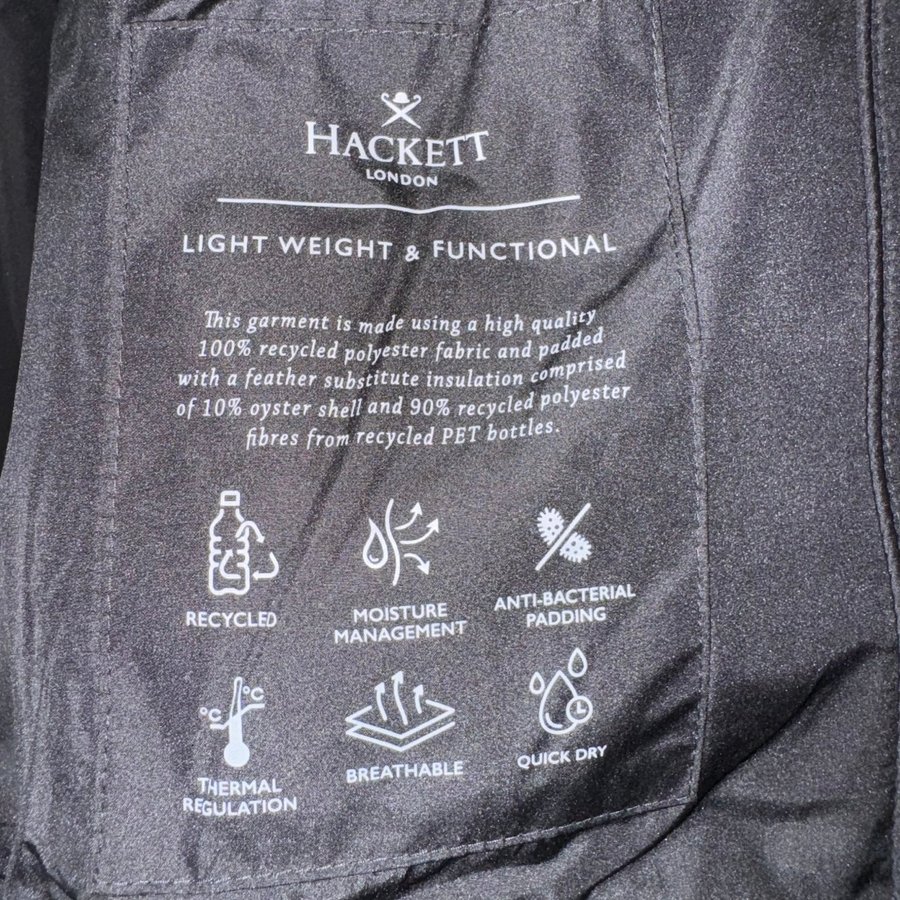 HACKETT
LONDON
LIGHT WEIGHT & FUNCTIONAL
This garment is made using a high quality
100% recycled polyester fabric and padded
with a feather substitute insulation comprised
of 10% oyster shell and 90% recycled polyester
fibres from recycled PET bottles.
RECYCLED
MOISTURE
MANAGEMENT
ANTI-BACTERIAL
PADDING
°C
°C
THERMAL
REGULATION
BREATHABLE
QUICK DRY